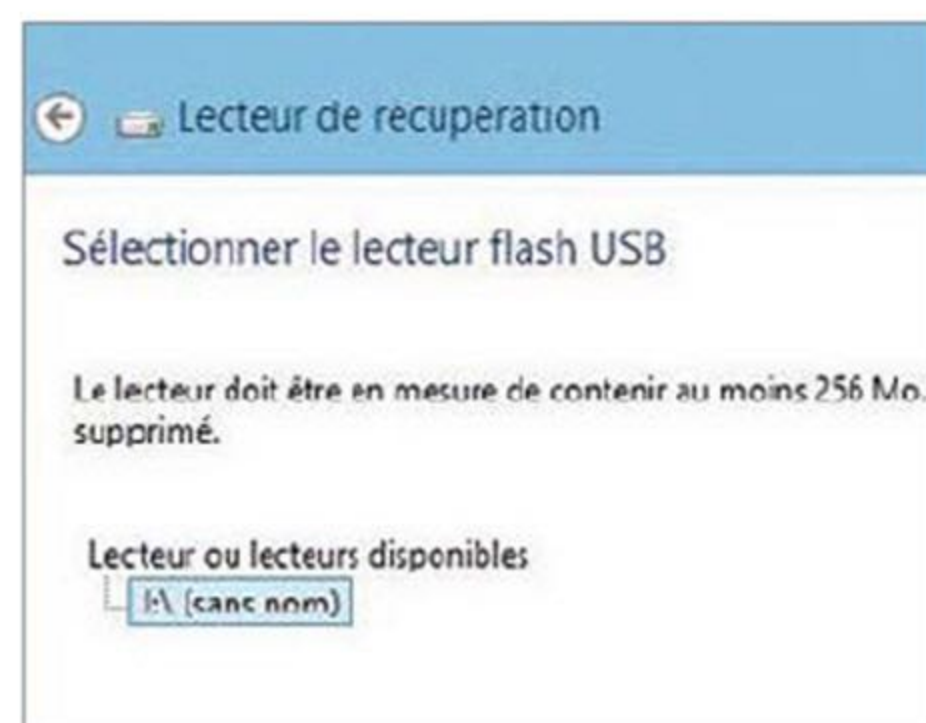 Lecteur de recuperation
Sélectionner le lecteur flash USB
Le lecteur doit être en mesure de contenir au moins 256 Mo.
supprimé.
Lecteur ou lecteurs disponibles
I:\ (sans nom)